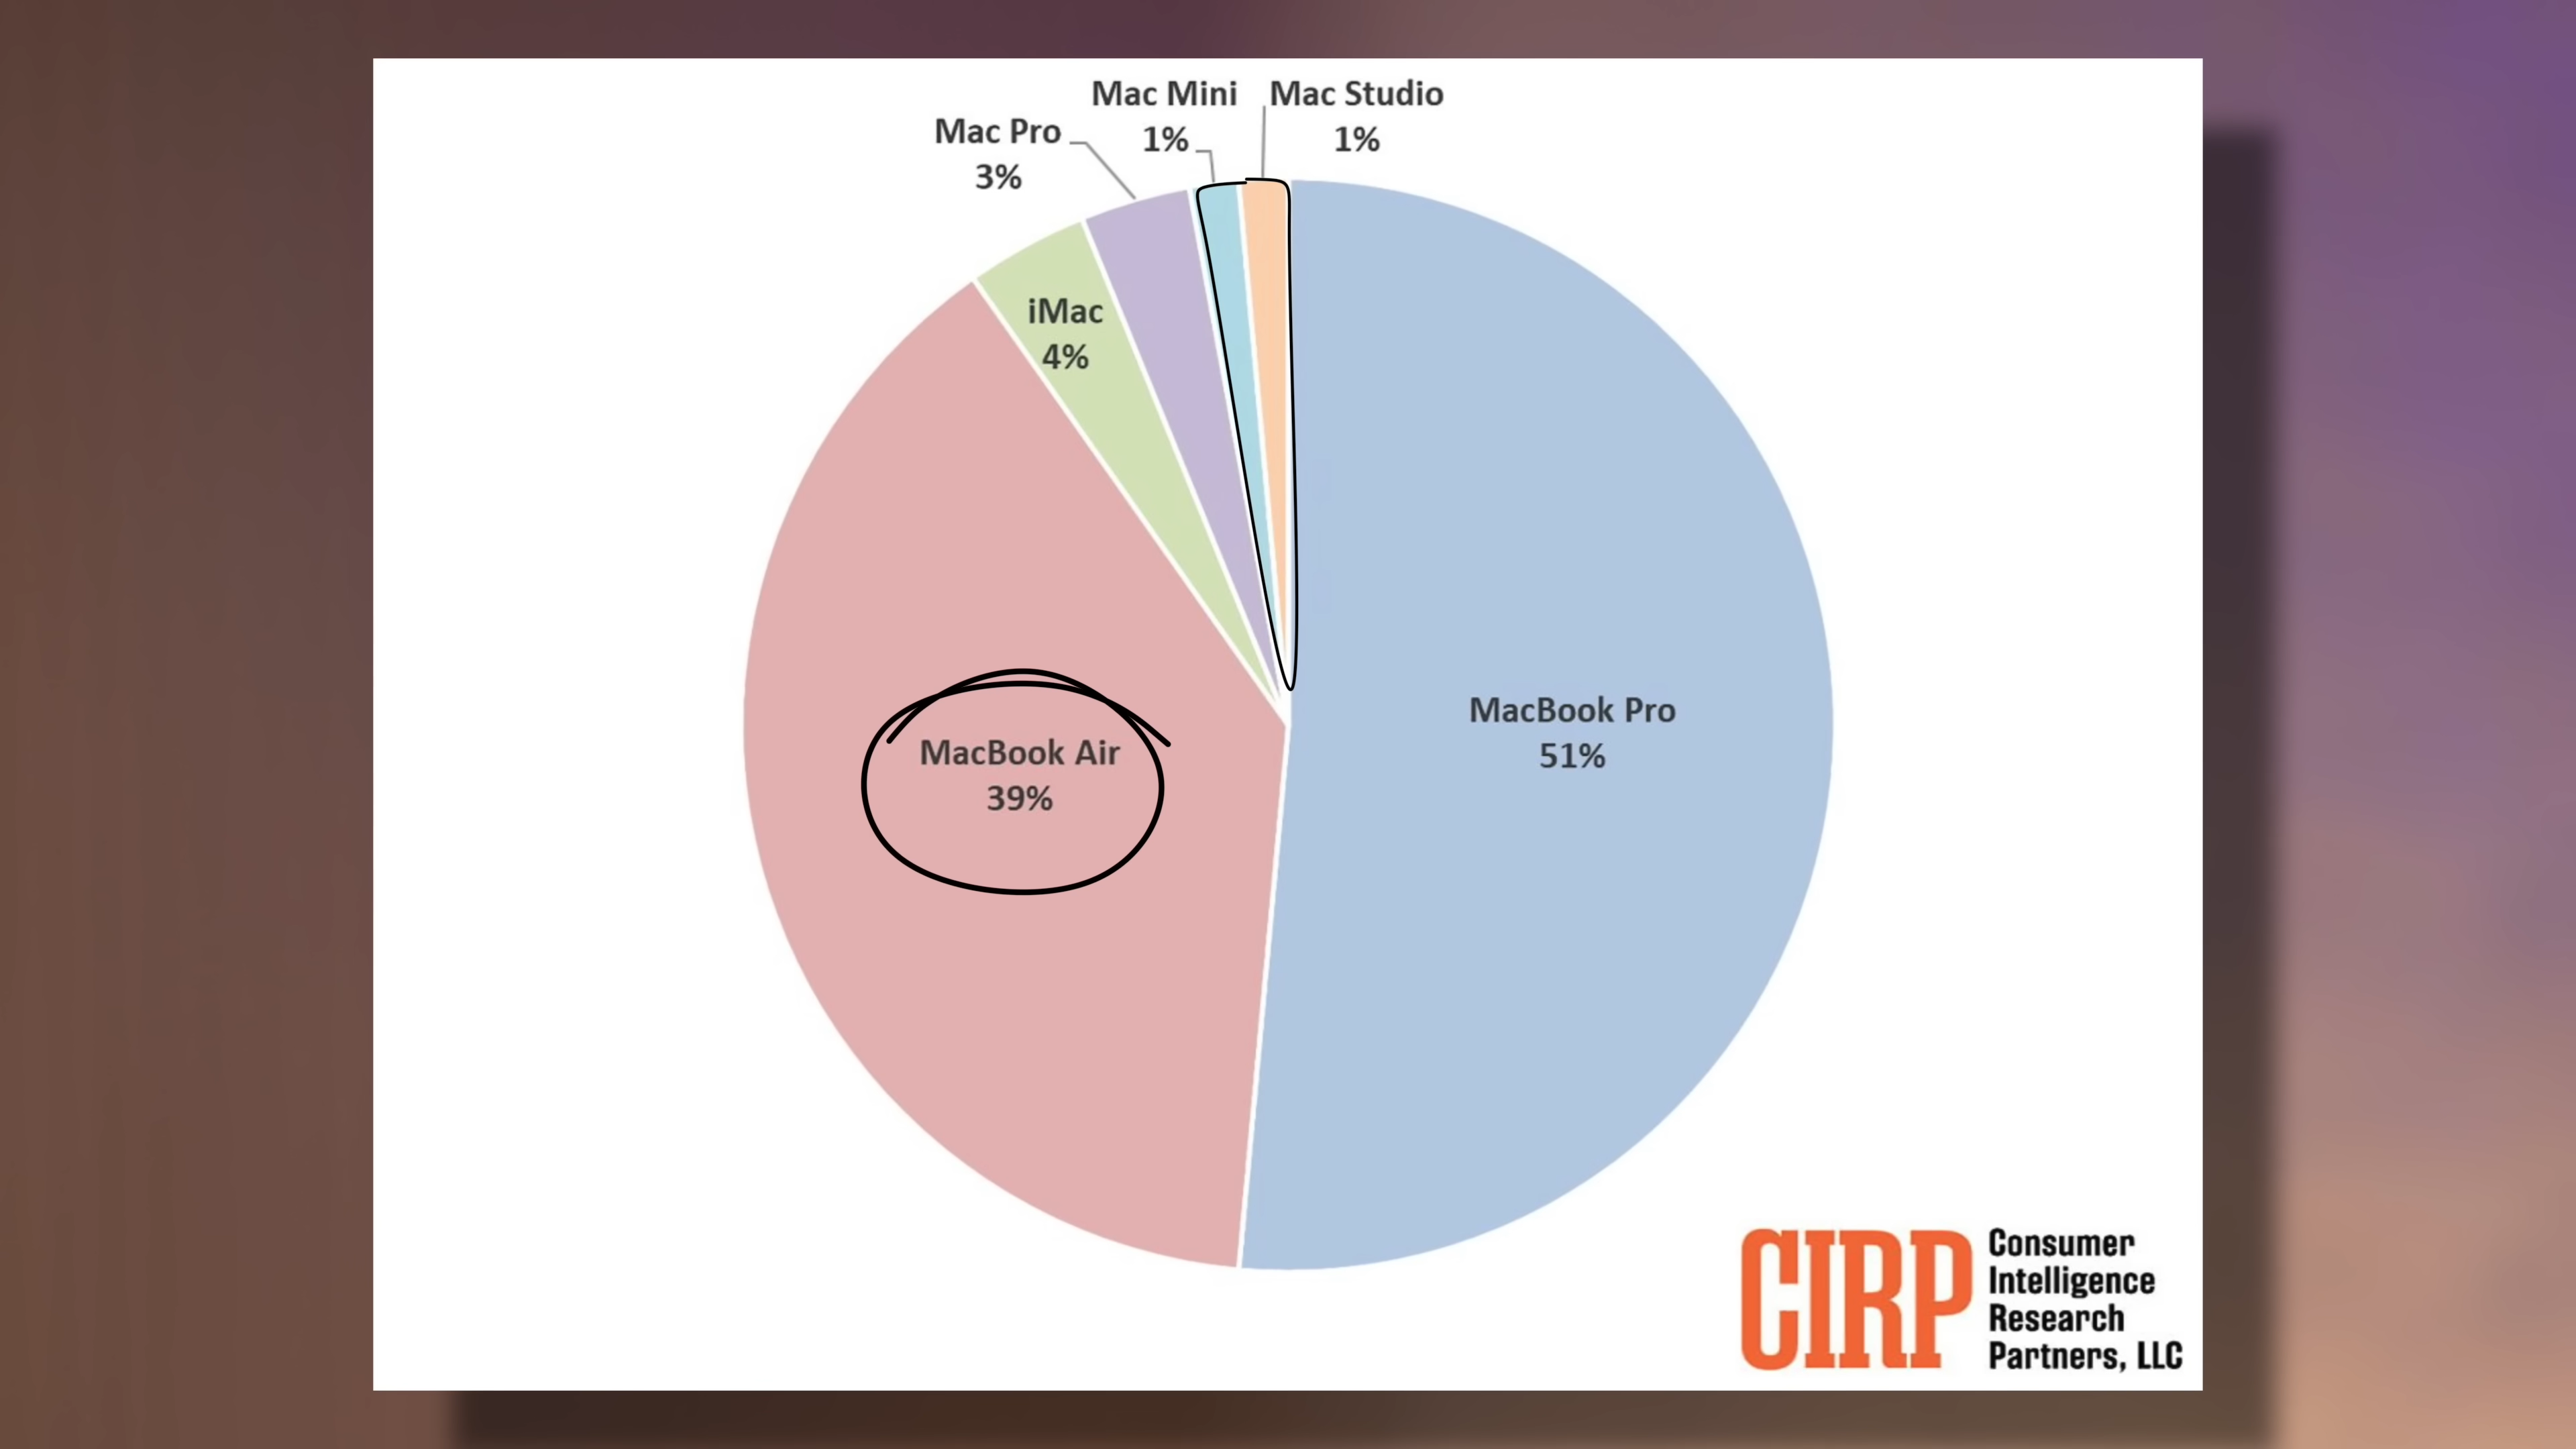 Mac Mini
1%
Mac Studio
1%
Mac Pro
3%
iMac
4%
MacBook Air
39%
MacBook Pro
51%
CIRP
Consumer
Intelligence
Research
Partners, LLC